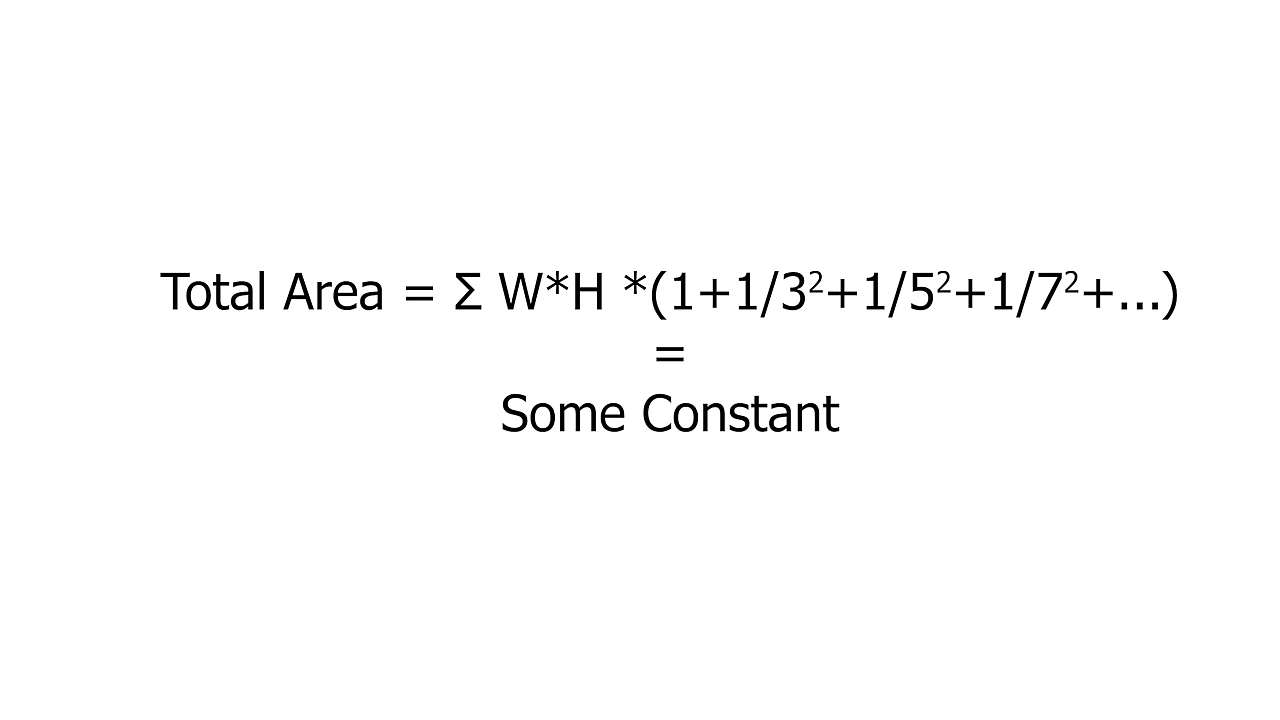 Total Area = Σ W*H *(1+1/3²+1/5²+1/7²+...)
=
Some Constant